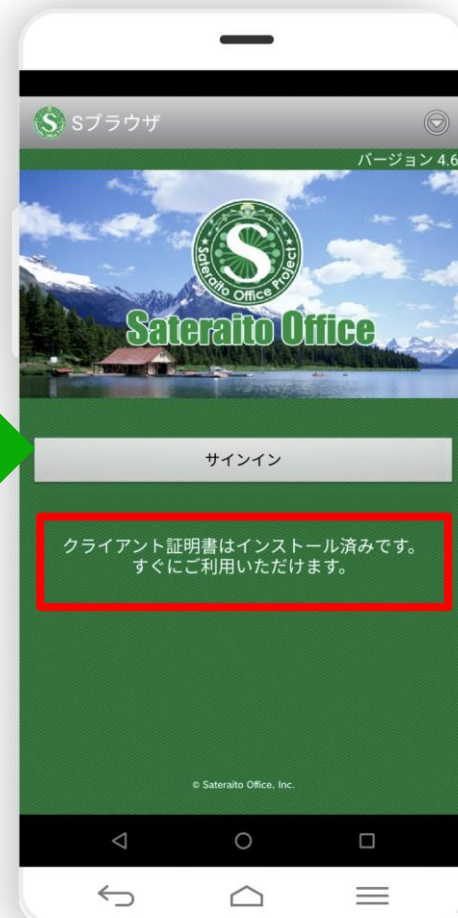 Sブラウザ
バージョン 4.6
S
Sateraito Office Project
Sateraito Office
サインイン
クライアント証明書はインストール済みです。
すぐにご利用いただけます。
© Sateraito Office, Inc.